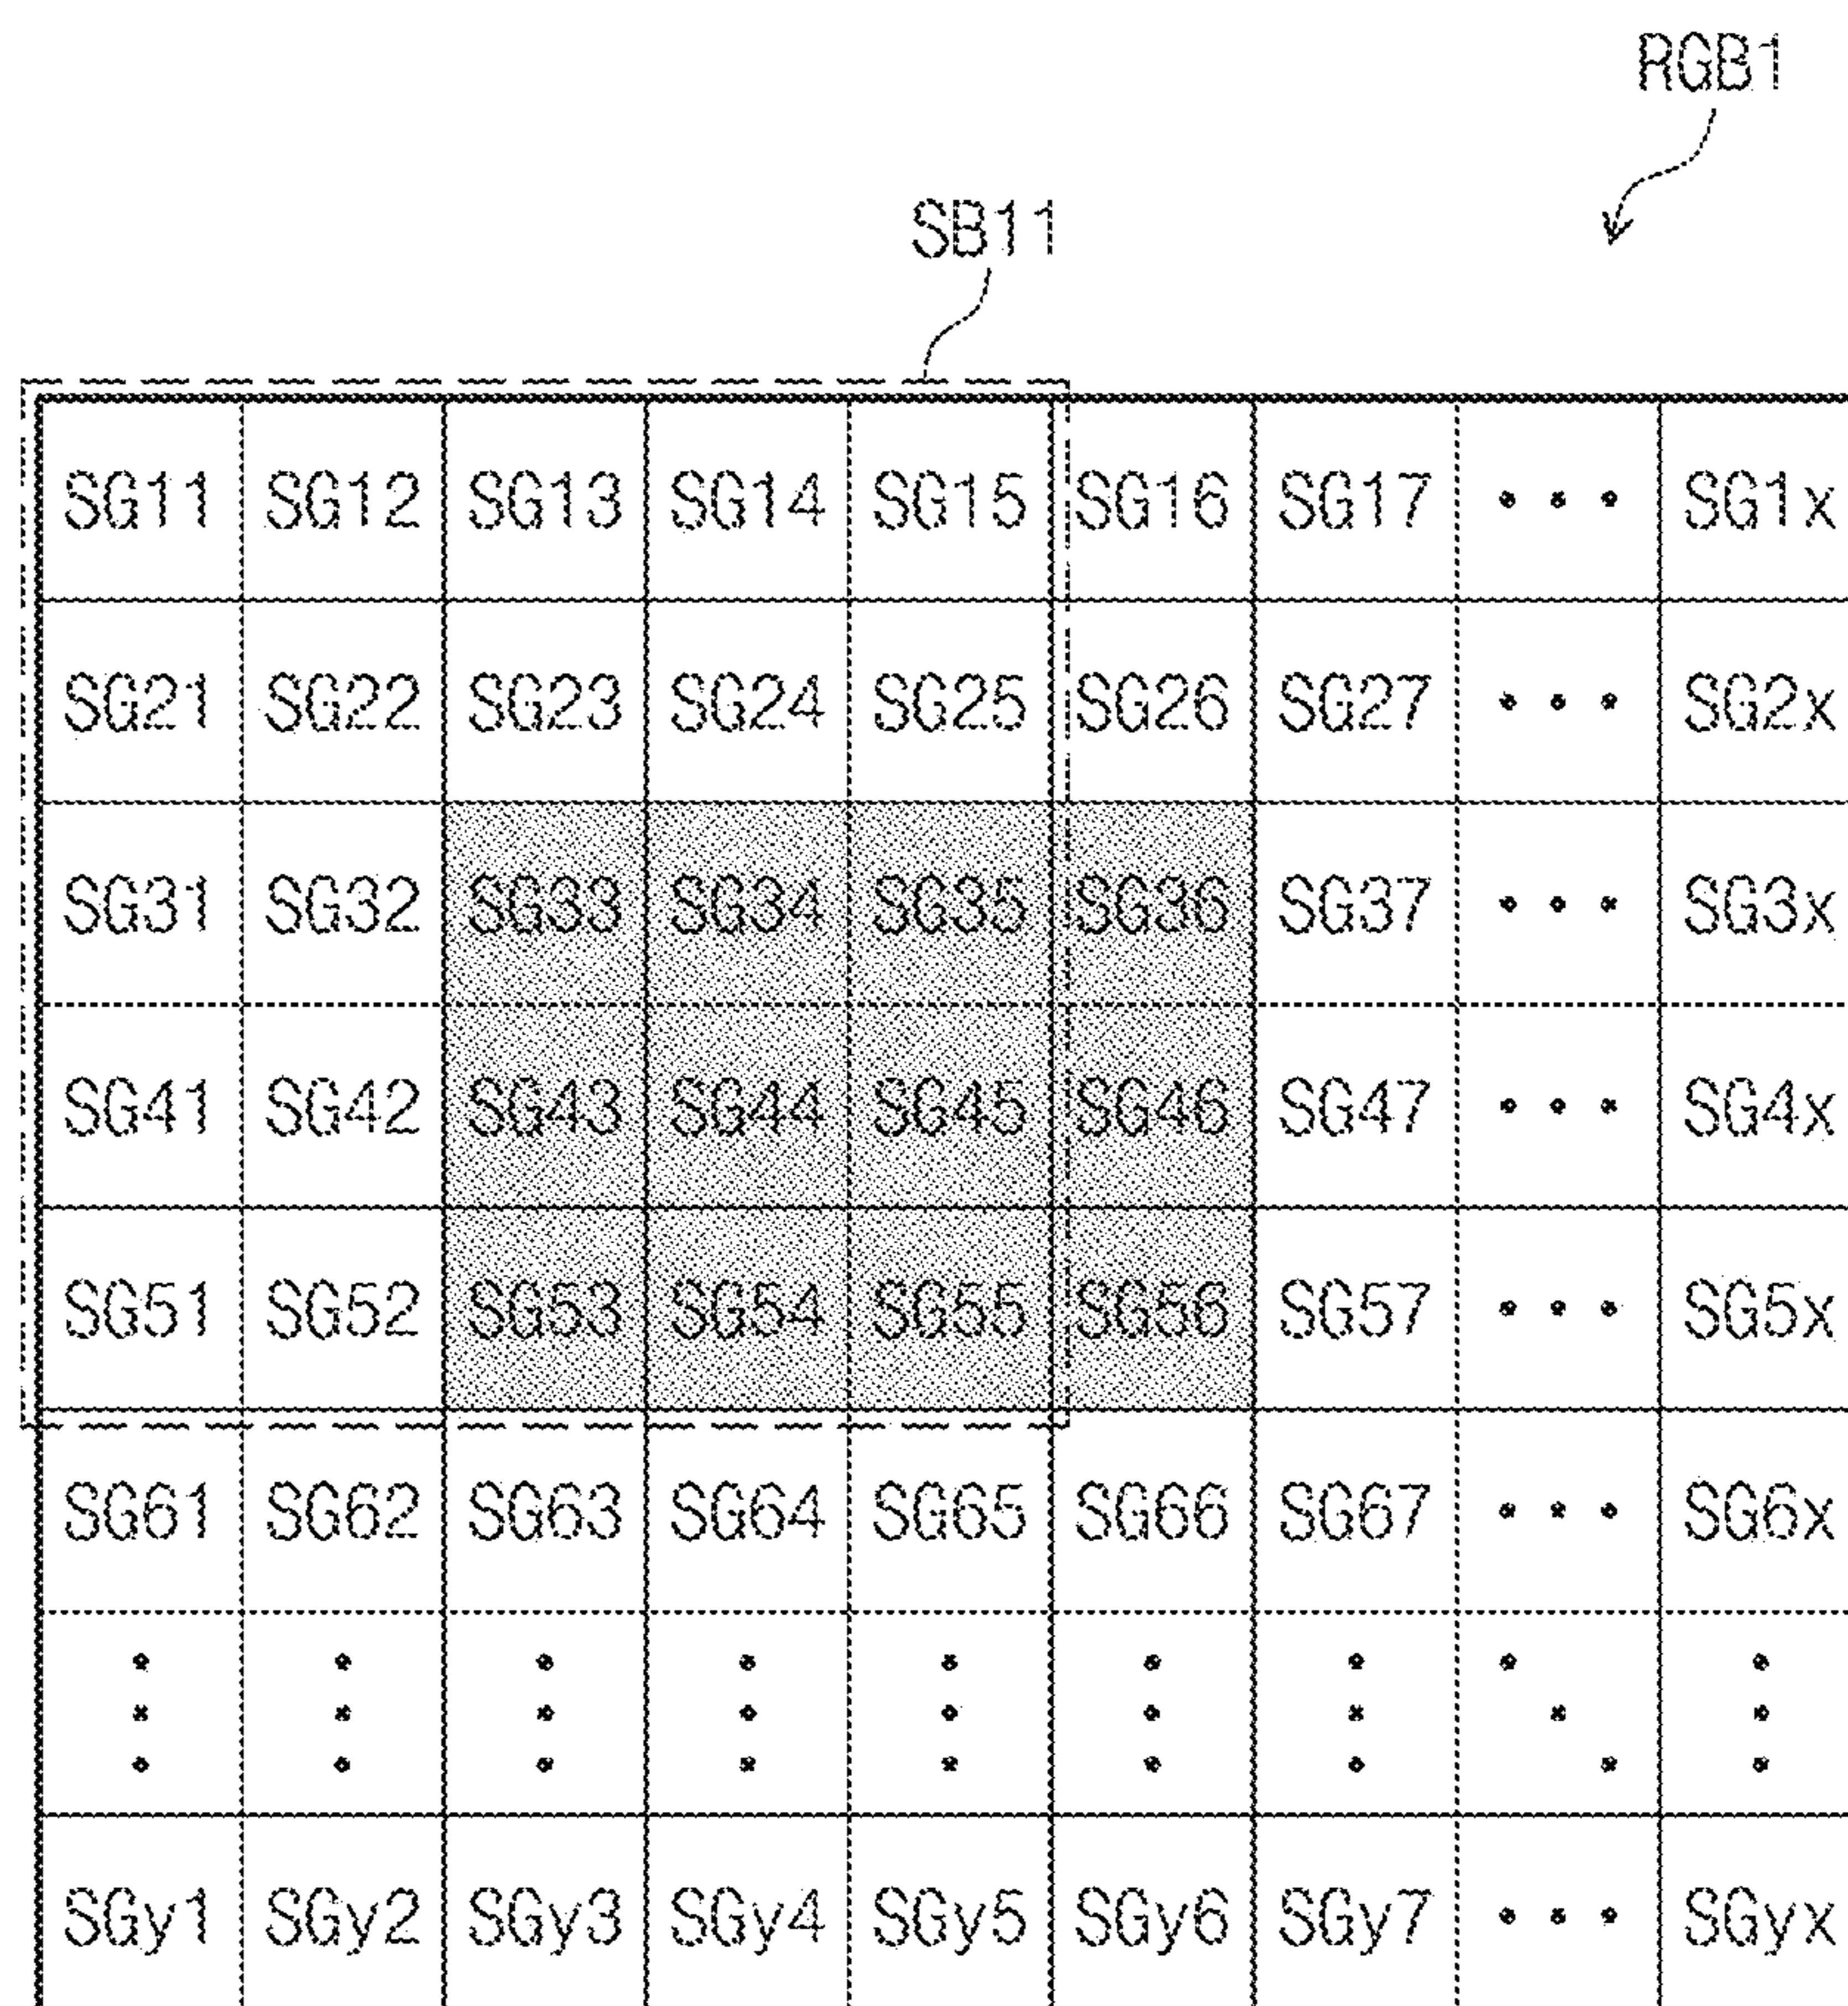 RGB1
SB11
SG11 SG12 SG13 SG14 SG15 SG16 SG17 • • • SG1x
SG21 SG22 SG23 SG24 SG25 SG26 SG27 • • • SG2x
SG31 SG32 SG33 SG34 SG35 SG36 SG37 • • • SG3x
SG41 SG42 SG43 SG44 SG45 SG46 SG47 • • • SG4x
SG51 SG52 SG53 SG54 SG55 SG56 SG57 • • • SG5x
SG61 SG62 SG63 SG64 SG65 SG66 SG67 • • • SG6x
SGy1 SGy2 SGy3 SGy4 SGy5 SGy6 SGy7 • • • SGyx